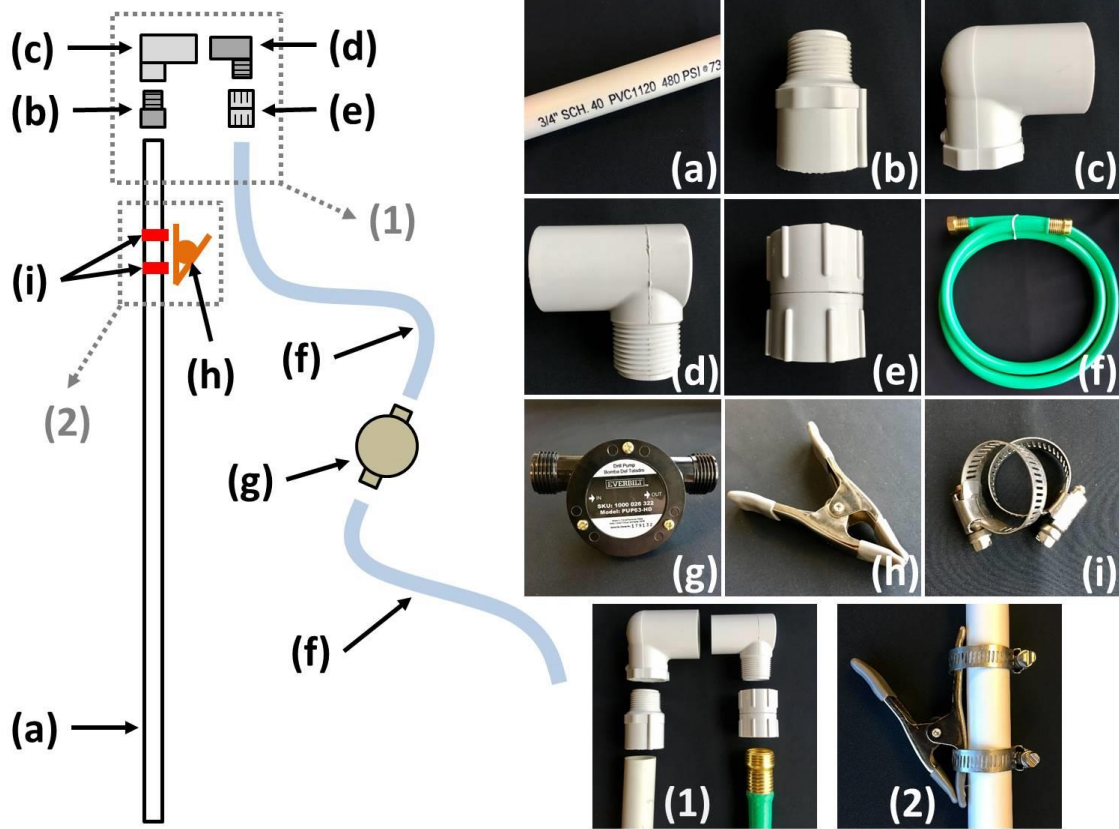 (c)
(d)
(b)
(e)
(1)
(i)
(h)
(f)
(2)
(g)
(f)
(a)
3/4" SCH. 40 PVC1120 480 PSI @ 73
(a)
(b)
(c)
(d)
(e)
(f)
Drill Pump
Bomba Del Taladro
EVERBILT
IN
OUT
SKU: 1000 026 322
Model: PUP63-HD
(g)
(h)
(i)
(1)
(2)